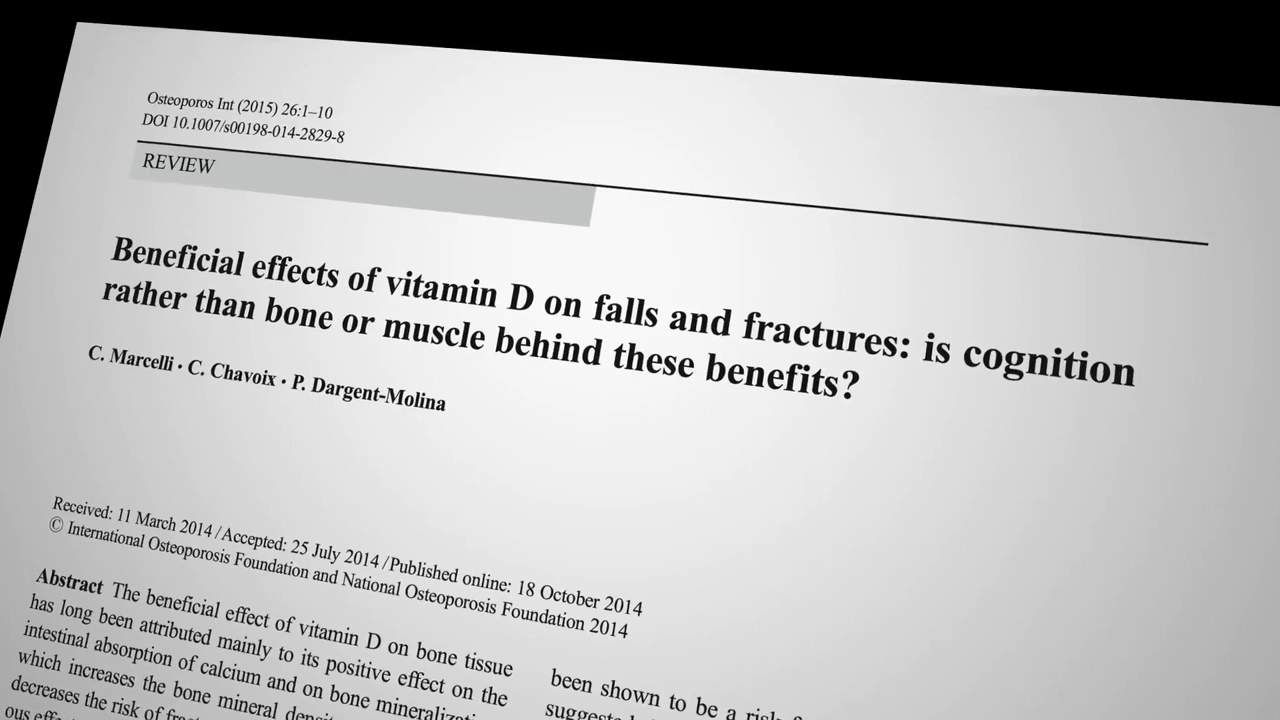 Osteoporos Int (2015) 26:1–10
DOI 10.1007/s00198-014-2829-8
REVIEW
Beneficial effects of vitamin D on falls and fractures: is cognition
rather than bone or muscle behind these benefits?
C. Marcelli · C. Chavoix · P. Dargent-Molina
Received: 11 March 2014 / Accepted: 25 July 2014 / Published online: 18 October 2014
© International Osteoporosis Foundation and National Osteoporosis Foundation 2014
Abstract The beneficial effect of vitamin D on bone tissue
has long been attributed mainly to its positive effect on the
intestinal absorption of calcium and on bone mineralizati
which increases the bone mineral densit
decreases the risk of
been shown to be a risk